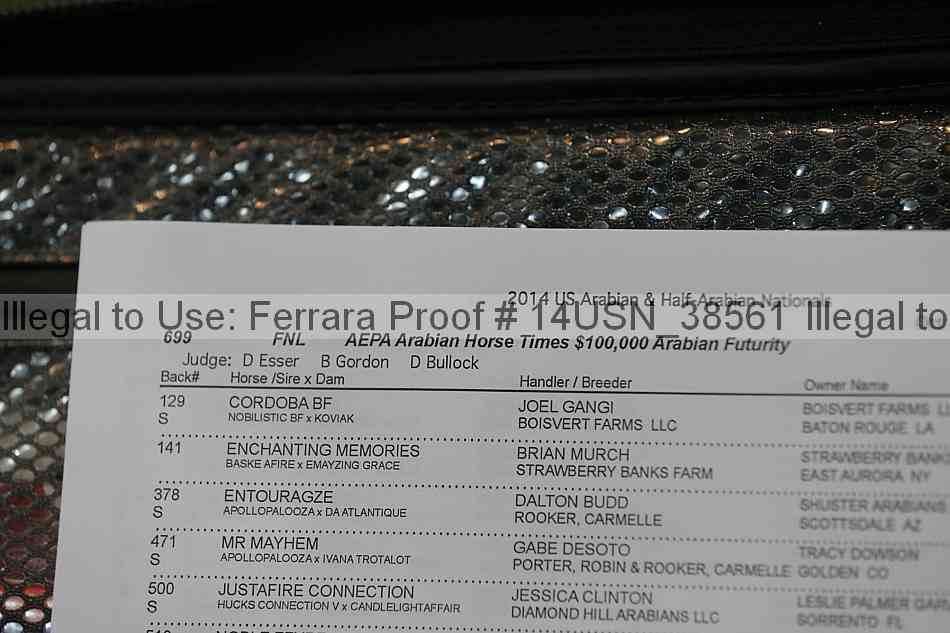 2014 US Arabian & Half Arabian Nationals
Illegal to Use: Ferrara Proof # 14USN_38561 Illegal to
699 FNL AEPA Arabian Horse Times $100,000 Arabian Futurity
Judge: D Esser B Gordon D Bullock
Back# Horse /Sire x Dam Handler / Breeder Owner Name
129 CORDOBA BF JOEL GANGI BOISVERT FARMS
S NOBILISTIC BF x KOVIAK BOISVERT FARMS LLC BATON ROUGE LA
141 ENCHANTING MEMORIES BRIAN MURCH STRAWBERRY BANKS
BASKE AFIRE x EMAYZING GRACE STRAWBERRY BANKS FARM EAST AURORA NY
378 ENTOURAGZE DALTON BUDD SHUSTER ARABIANS
S APOLLOPALOOZA x DA ATLANTIQUE ROOKER, CARMELLE SCOTTSDALE AZ
471 MR MAYHEM GABE DESOTO TRACY DOWSON
S APOLLOPALOOZA x IVANA TROTALOT PORTER, ROBIN & ROOKER, CARMELLE GOLDEN CO
500 JUSTAFIRE CONNECTION JESSICA CLINTON LESLIE PALMER
S HUCKS CONNECTION V x CANDLELIGHTAFFAIR DIAMOND HILL ARABIANS LLC SORRENTO FL